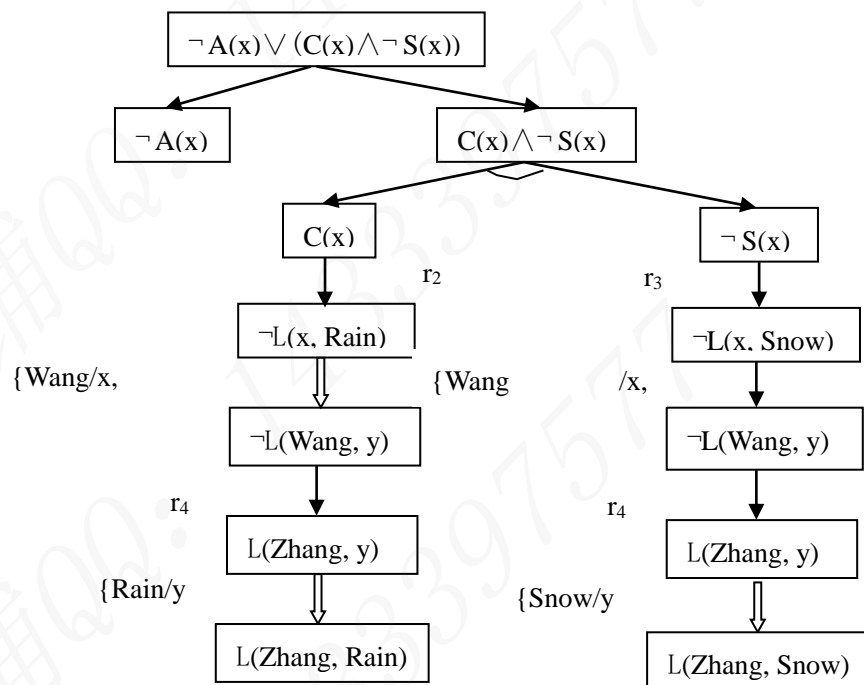 ¬A(x)∨(C(x)∧¬S(x))
¬A(x)
C(x)∧¬S(x)
C(x)
¬S(x)
r₂
r₃
¬L(x, Rain)
¬L(x, Snow)
{Wang/x,
{Wang /x,
¬L(Wang, y)
¬L(Wang, y)
r₄
r₄
L(Zhang, y)
L(Zhang, y)
{Rain/y
{Snow/y
L(Zhang, Rain)
L(Zhang, Snow)